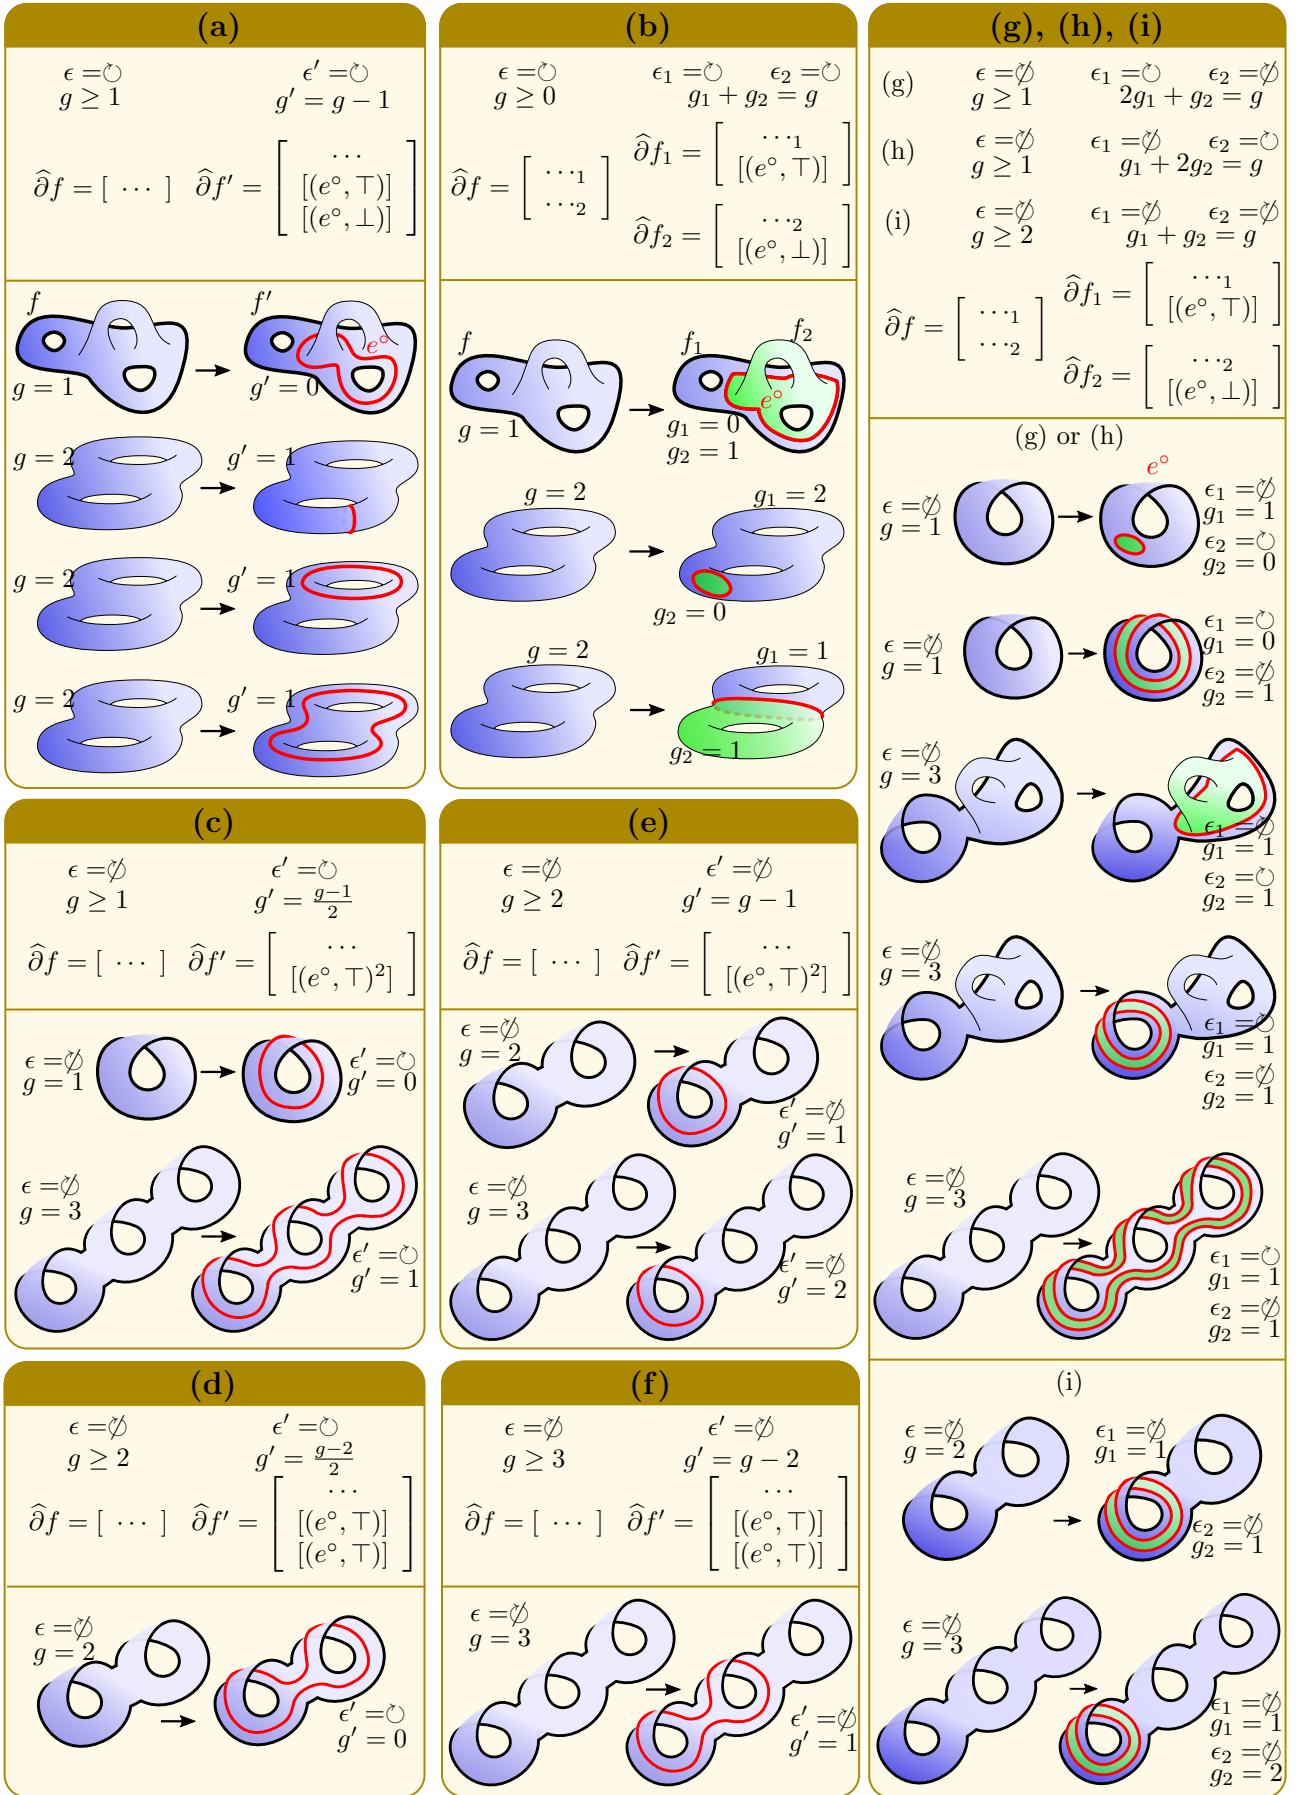 (a)
ϵ =↻ ϵ′ =↻
g ≥ 1 g′ = g − 1
∂̂f = [ ⋯ ] ∂̂f′ = [ ⋯
[(e°, ⊤)]
[(e°, ⊥)] ]
f f′
e°
g = 1 g′ = 0
g = 2 g′ = 1
g = 2 g′ = 1
g = 2 g′ = 1
(b)
ϵ =↻ ϵ₁ =↻ ϵ₂ =↻
g ≥ 0 g₁ + g₂ = g
∂̂f = [ ⋯₁
⋯₂ ]
∂̂f₁ = [ ⋯₁
[(e°, ⊤)] ]
∂̂f₂ = [ ⋯₂
[(e°, ⊥)] ]
f f₁ f₂
e°
g = 1 g₁ = 0
g₂ = 1
g = 2 g₁ = 2
g₂ = 0
g = 2 g₁ = 1
g₂ = 1
(c)
ϵ =↻̸ ϵ′ =↻
g ≥ 1 g′ = (g−1)/2
∂̂f = [ ⋯ ] ∂̂f′ = [ ⋯
[(e°, ⊤)²] ]
ϵ =↻̸ ϵ′ =↻
g = 1 g′ = 0
ϵ =↻̸
g = 3
ϵ′ =↻
g′ = 1
(e)
ϵ =↻̸ ϵ′ =↻̸
g ≥ 2 g′ = g − 1
∂̂f = [ ⋯ ] ∂̂f′ = [ ⋯
[(e°, ⊤)²] ]
ϵ =↻̸
g = 2
ϵ′ =↻̸
g′ = 1
ϵ =↻̸
g = 3
ϵ′ =↻̸
g′ = 2
(d)
ϵ =↻̸ ϵ′ =↻
g ≥ 2 g′ = (g−2)/2
∂̂f = [ ⋯ ] ∂̂f′ = [ ⋯
[(e°, ⊤)]
[(e°, ⊤)] ]
ϵ =↻̸
g = 2
ϵ′ =↻
g′ = 0
(f)
ϵ =↻̸ ϵ′ =↻̸
g ≥ 3 g′ = g − 2
∂̂f = [ ⋯ ] ∂̂f′ = [ ⋯
[(e°, ⊤)]
[(e°, ⊤)] ]
ϵ =↻̸
g = 3
ϵ′ =↻̸
g′ = 1
(g), (h), (i)
(g) ϵ =↻̸ ϵ₁ =↻ ϵ₂ =↻̸
g ≥ 1 2g₁ + g₂ = g
(h) ϵ =↻̸ ϵ₁ =↻̸ ϵ₂ =↻
g ≥ 1 g₁ + 2g₂ = g
(i) ϵ =↻̸ ϵ₁ =↻̸ ϵ₂ =↻̸
g ≥ 2 g₁ + g₂ = g
∂̂f = [ ⋯₁
⋯₂ ]
∂̂f₁ = [ ⋯₁
[(e°, ⊤)] ]
∂̂f₂ = [ ⋯₂
[(e°, ⊥)] ]
(g) or (h)
e°
ϵ =↻̸
g = 1
ϵ₁ =↻̸
g₁ = 1
ϵ₂ =↻
g₂ = 0
ϵ =↻̸
g = 1
ϵ₁ =↻
g₁ = 0
ϵ₂ =↻̸
g₂ = 1
ϵ =↻̸
g = 3
ϵ₁ =↻̸
g₁ = 1
ϵ₂ =↻
g₂ = 1
ϵ =↻̸
g = 3
ϵ₁ =↻
g₁ = 1
ϵ₂ =↻̸
g₂ = 1
ϵ =↻̸
g = 3
ϵ₁ =↻
g₁ = 1
ϵ₂ =↻̸
g₂ = 1
(i)
ϵ =↻̸ ϵ₁ =↻̸
g = 2 g₁ = 1
ϵ₂ =↻̸
g₂ = 1
ϵ =↻̸
g = 3
ϵ₁ =↻̸
g₁ = 1
ϵ₂ =↻̸
g₂ = 2